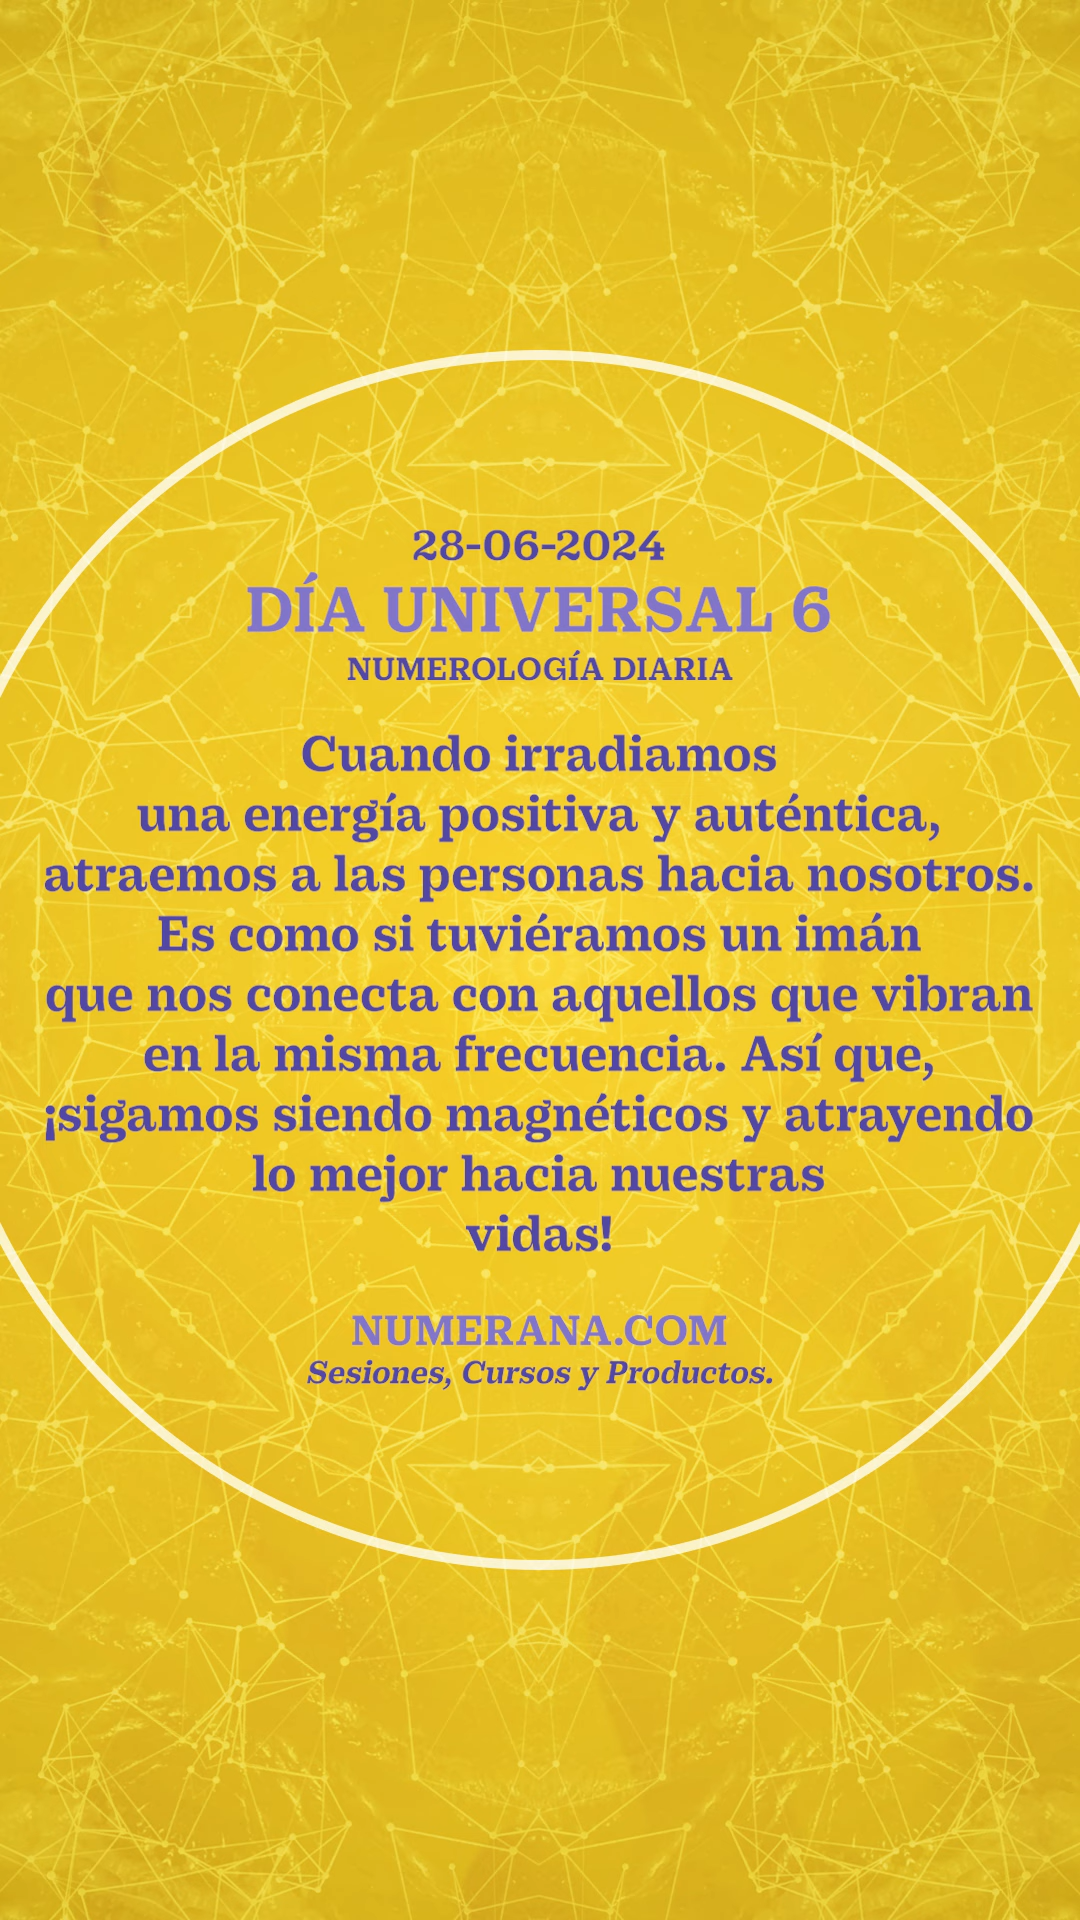 28-06-2024
DÍA UNIVERSAL 6
NUMEROLOGÍA DIARIA
Cuando irradiamos
una energía positiva y auténtica,
atraemos a las personas hacia nosotros.
Es como si tuviéramos un imán
que nos conecta con aquellos que vibran
en la misma frecuencia. Así que,
¡sigamos siendo magnéticos y atrayendo
lo mejor hacia nuestras
vidas!
NUMERANA.COM
Sesiones, Cursos y Productos.